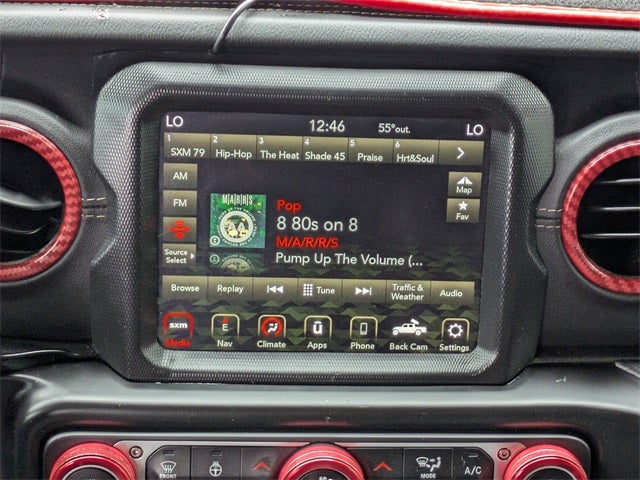 LO 12:46 55°out. LO
1 2 3 4 5 6
SXM 79 Hip-Hop The Heat Shade 45 Praise Hrt&Soul
AM
Map
FM
Fav
M|A|R|R|S
Pop
8 80s on 8
M/A/R/R/S
Pump Up The Volume (...
Source
Select
Browse Replay Tune Traffic & Weather Audio
sxm E
Media Nav Climate Apps Phone Back Cam Settings
FRONT MODE A/C